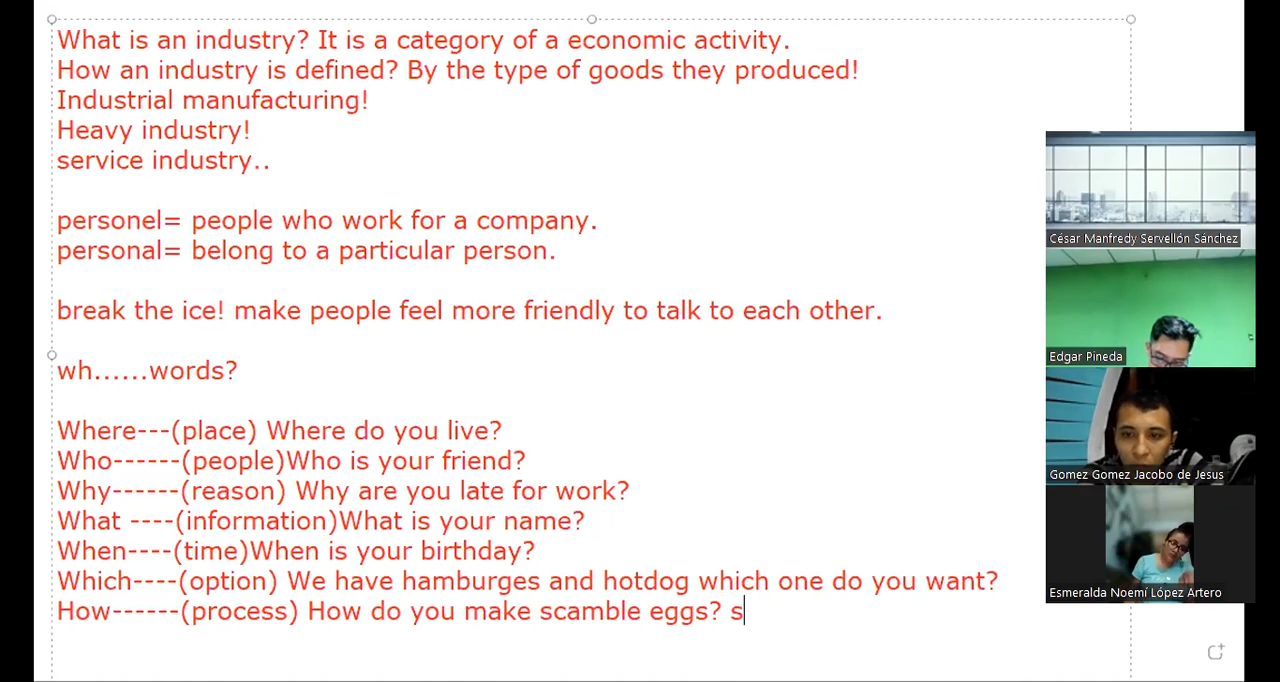 What is an industry? It is a category of a economic activity.
How an industry is defined? By the type of goods they produced!
Industrial manufacturing!
Heavy industry!
service industry..
personel= people who work for a company.
personal= belong to a particular person.
break the ice! make people feel more friendly to talk to each other.
wh......words?
Where---(place) Where do you live?
Who------(people)Who is your friend?
Why------(reason) Why are you late for work?
What ----(information)What is your name?
When----(time)When is your birthday?
Which----(option) We have hamburges and hotdog which one do you want?
How------(process) How do you make scamble eggs? s
César Manfredy Servellón Sánchez
Edgar Pineda
Gomez Gomez Jacobo de Jesus
Esmeralda Noemí López Artero